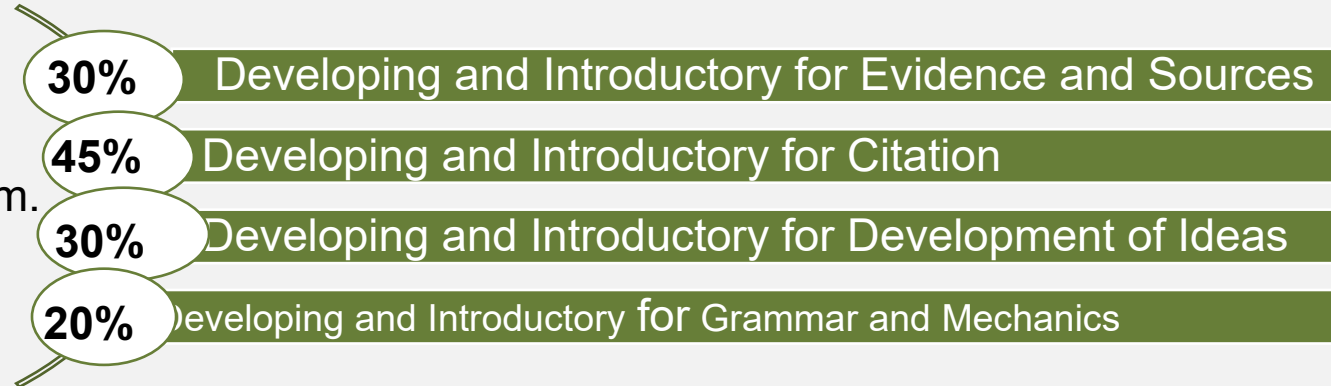 30% Developing and Introductory for Evidence and Sources
45% Developing and Introductory for Citation
m.
30% Developing and Introductory for Development of Ideas
20% Developing and Introductory for Grammar and Mechanics